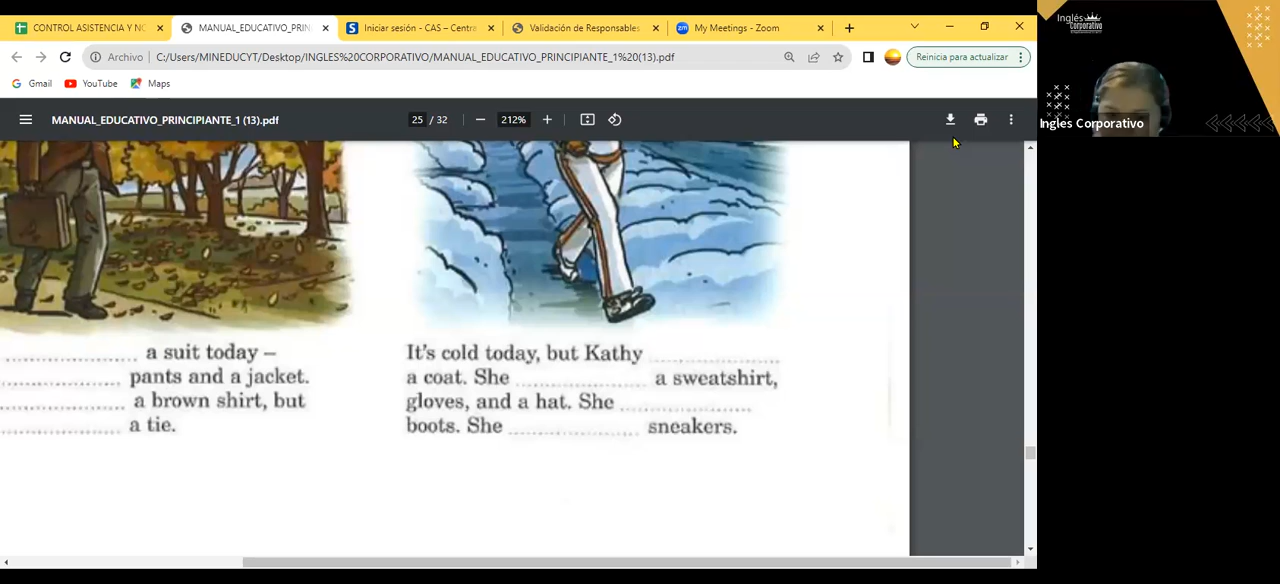 CONTROL ASISTENCIA Y NO
MANUAL_EDUCATIVO_PRIN
Iniciar sesión - CAS – Centra
Validación de Responsables
My Meetings - Zoom
Archivo
C:/Users/MINEDUCYT/Desktop/INGLES%20CORPORATIVO/MANUAL_EDUCATIVO_PRINCIPIANTE_1%20(13).pdf
Reinicia para actualizar
Gmail
YouTube
Maps
MANUAL_EDUCATIVO_PRINCIPIANTE_1 (13).pdf
25 / 32
212%
a suit today –
pants and a jacket.
a brown shirt, but
a tie.
It's cold today, but Kathy ....................
a coat. She .................... a sweatshirt,
gloves, and a hat. She ....................
boots. She .................... sneakers.
Inglés
Corporativo
Ingles Corporativo